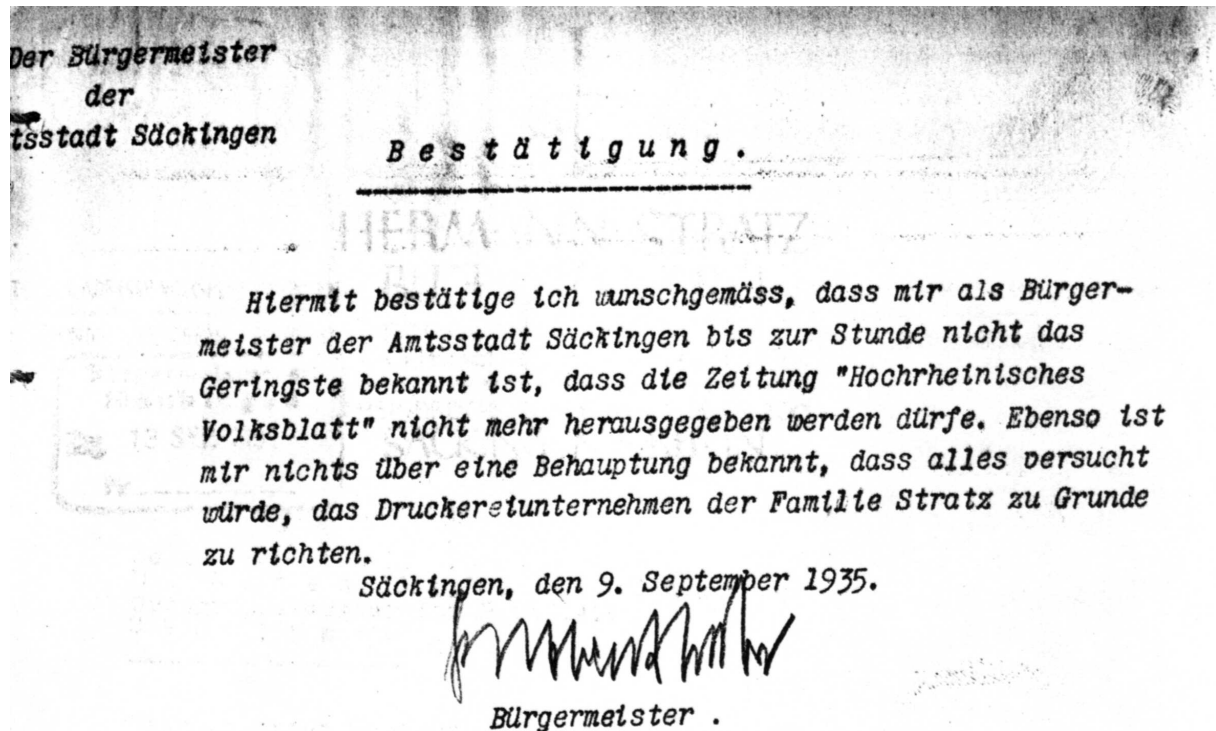 Der Bürgermeister
der
tsstadt Säckingen
Bestätigung.
HERMANN STRATZ
Hiermit bestätige ich wunschgemäss, dass mir als Bürger-
meister der Amtsstadt Säckingen bis zur Stunde nicht das
Geringste bekannt ist, dass die Zeitung "Hochrheinisches
Volksblatt" nicht mehr herausgegeben werden dürfe. Ebenso ist
mir nichts über eine Behauptung bekannt, dass alles versucht
würde, das Druckereiunternehmen der Familie Stratz zu Grunde
zu richten.
Säckingen, den 9. September 1935.
Bürgermeister .